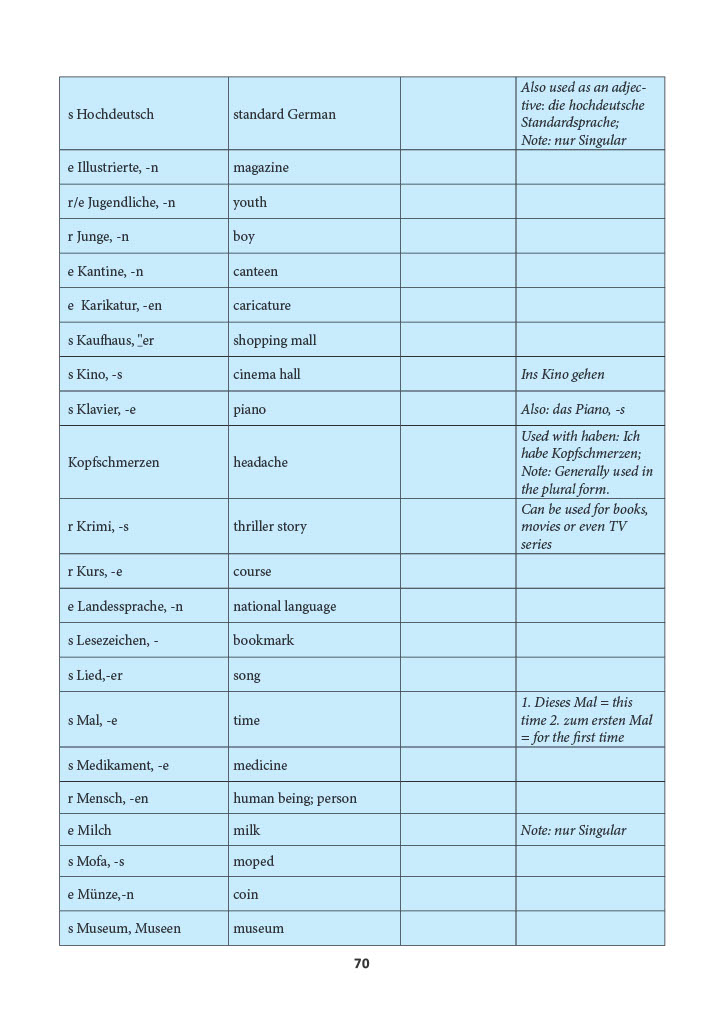 s Hochdeutsch standard German Also used as an adjec-
tive: die hochdeutsche
Standardsprache;
Note: nur Singular
e Illustrierte, -n magazine
r/e Jugendliche, -n youth
r Junge, -n boy
e Kantine, -n canteen
e  Karikatur, -en caricature
s Kaufhaus, ̲"er shopping mall
s Kino, -s cinema hall Ins Kino gehen
s Klavier, -e piano Also: das Piano, -s
Kopfschmerzen headache Used with haben: Ich
habe Kopfschmerzen;
Note: Generally used in
the plural form.
r Krimi, -s thriller story Can be used for books,
movies or even TV
series
r Kurs, -e course
e Landessprache, -n national language
s Lesezeichen, - bookmark
s Lied,-er song
s Mal, -e time 1. Dieses Mal = this
time 2. zum ersten Mal
= for the first time
s Medikament, -e medicine
r Mensch, -en human being; person
e Milch milk Note: nur Singular
s Mofa, -s moped
e Münze,-n coin
s Museum, Museen museum
70